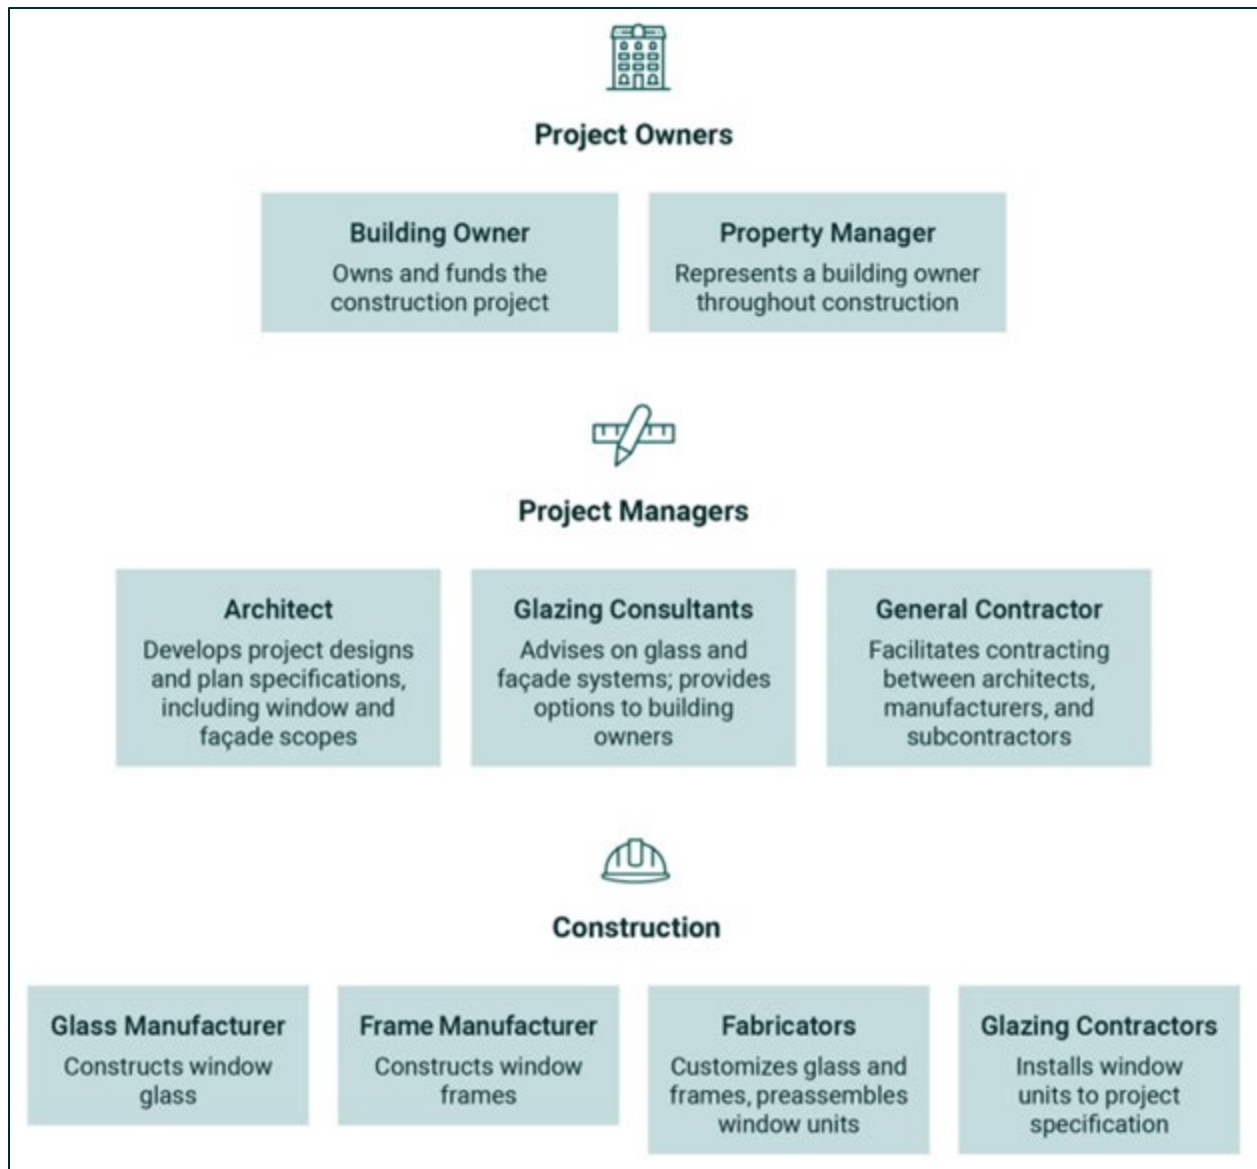 Project Owners
Building Owner
Owns and funds the
construction project
Property Manager
Represents a building owner
throughout construction
Project Managers
Architect
Develops project designs
and plan specifications,
including window and
façade scopes
Glazing Consultants
Advises on glass and
façade systems; provides
options to building
owners
General Contractor
Facilitates contracting
between architects,
manufacturers, and
subcontractors
Construction
Glass Manufacturer
Constructs window
glass
Frame Manufacturer
Constructs window
frames
Fabricators
Customizes glass and
frames, preassembles
window units
Glazing Contractors
Installs window
units to project
specification